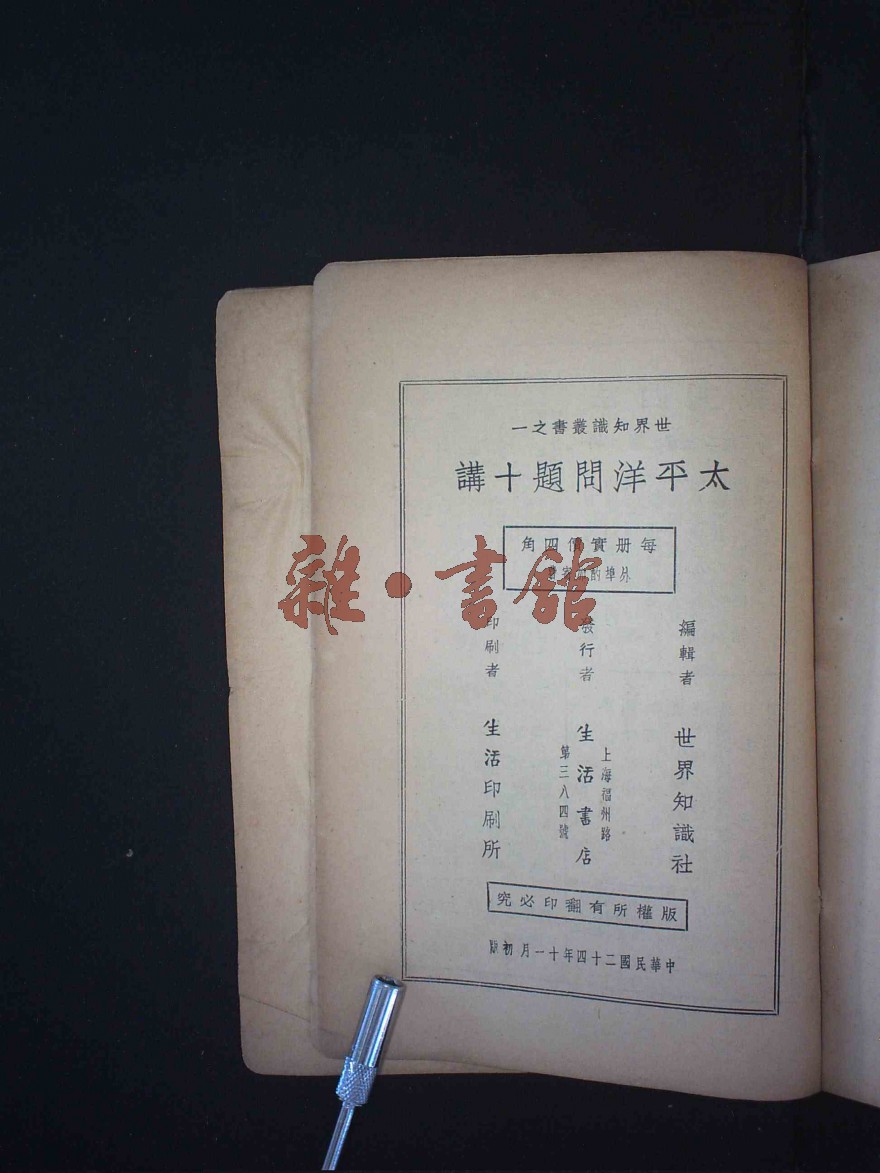 世界知識叢書之一
太平洋問題十講
每册實價四角
外埠酌加寄費
編輯者 世界知識社
發行者 生活書店
上海福州路
第三八四號
印刷者 生活印刷所
版權所有翻印必究
中華民國二十四年十一月初版
雜·書館